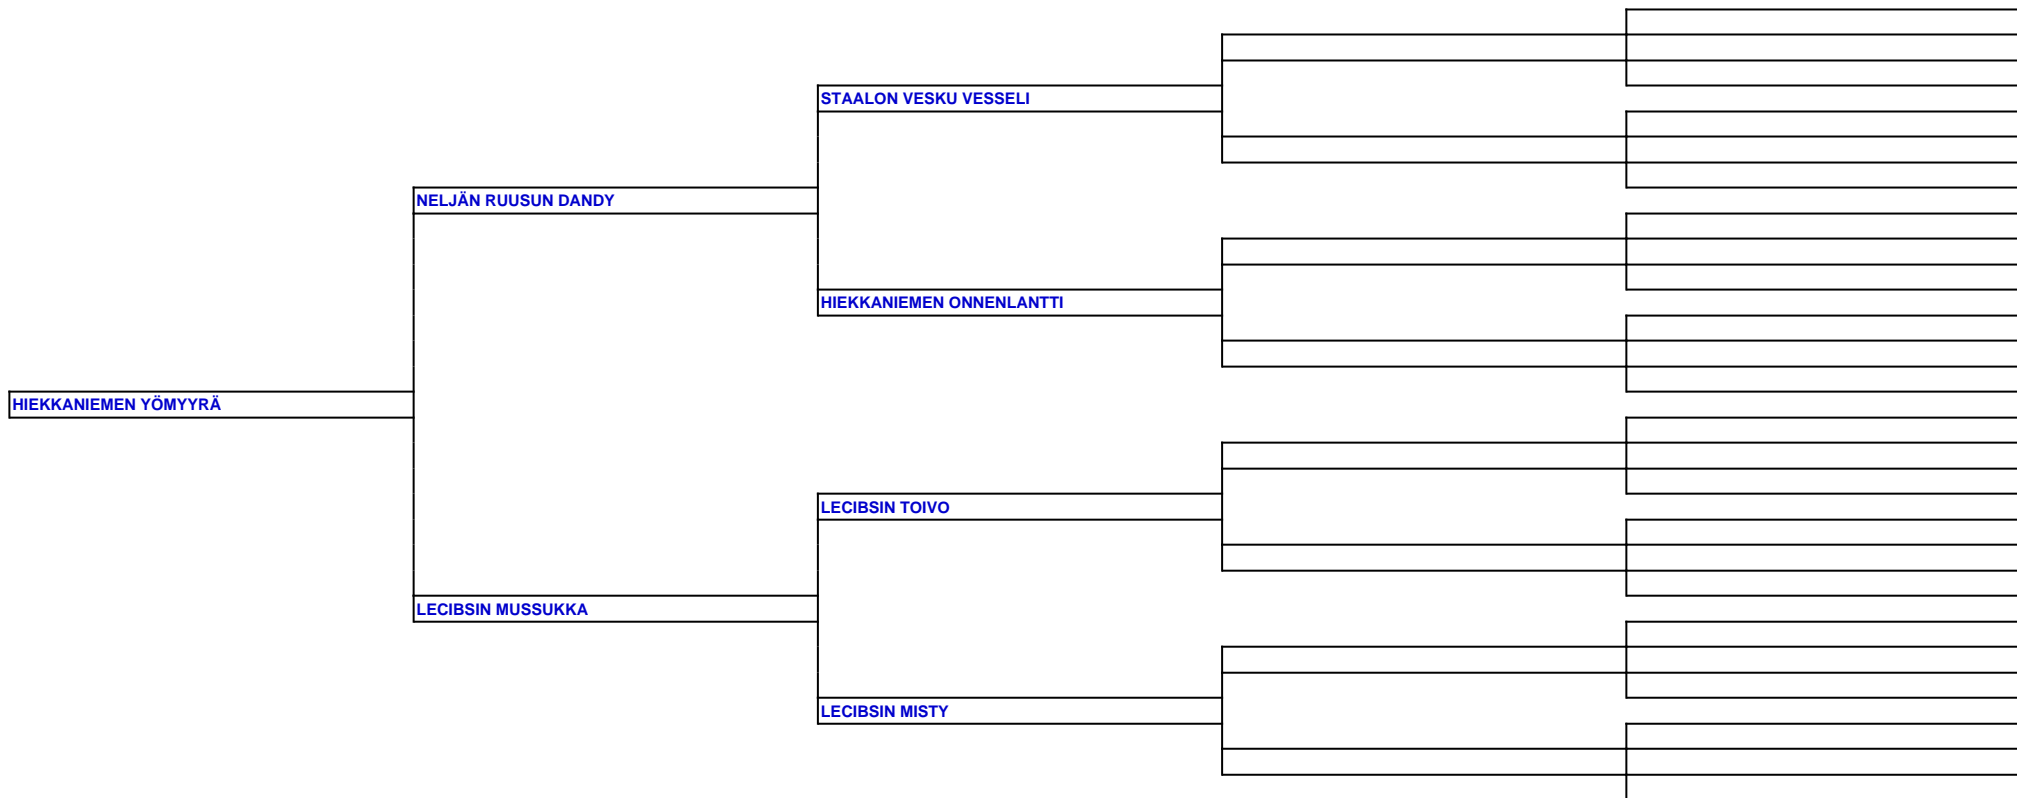 STAALON VESKU VESSELI
NELJÄN RUUSUN DANDY
HIEKKANIEMEN ONNENLANTTI
HIEKKANIEMEN YÖMYYRÄ
LECIBSIN TOIVO
LECIBSIN MUSSUKKA
LECIBSIN MISTY